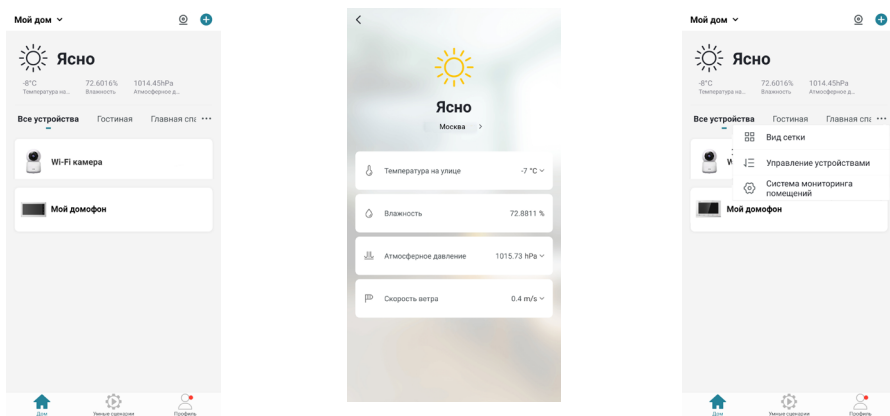 Мой дом
Ясно
-8°C 72.6016% 1014.45hPa
Температура на... Влажность Атмосферное д...
Все устройства Гостиная Главная спа
Wi-Fi камера
Мой домофон
Дом Умные сценарии Профиль
Ясно
Москва
Температура на улице -7 °C
Влажность 72.8811 %
Атмосферное давление 1015.73 hPa
Скорость ветра 0.4 m/s
Мой дом
Ясно
-8°C 72.6016% 1014.45hPa
Температура на... Влажность Атмосферное д...
Все устройства Гостиная Главная спа
Вид сетки
Управление устройствами
Система мониторинга
помещений
Мой домофон
Дом Умные сценарии Профиль